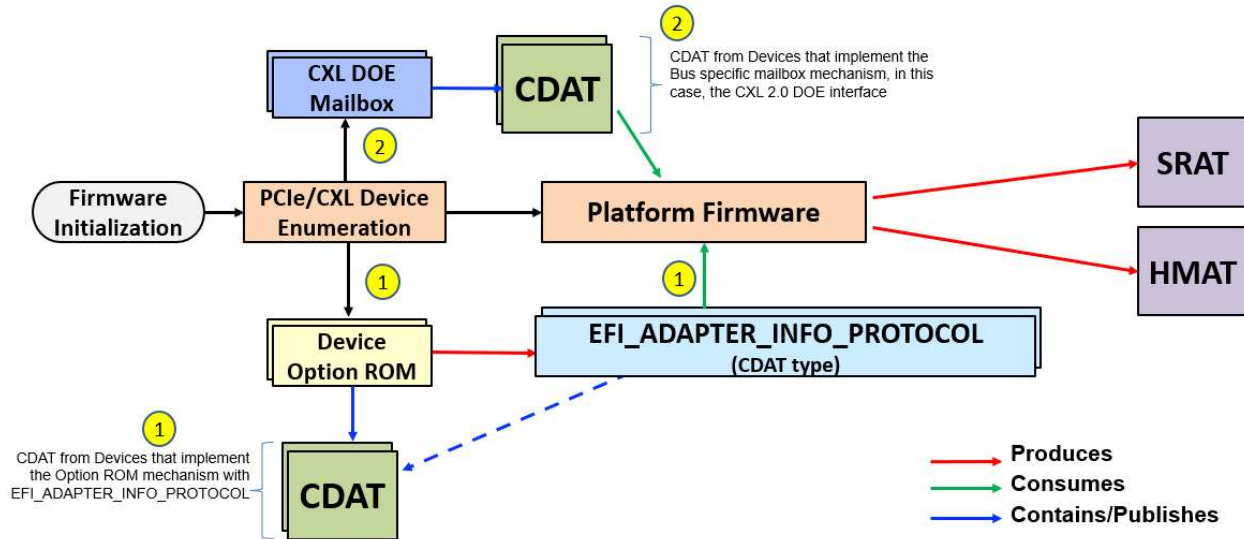 2
CXL DOE
Mailbox
CDAT
CDAT from Devices that implement the
Bus specific mailbox mechanism, in this
case, the CXL 2.0 DOE interface
2
SRAT
Firmware
Initialization
PCIe/CXL Device
Enumeration
Platform Firmware
HMAT
1
1
Device
Option ROM
EFI_ADAPTER_INFO_PROTOCOL
(CDAT type)
1
CDAT from Devices that implement
the Option ROM mechanism with
EFI_ADAPTER_INFO_PROTOCOL
CDAT
Produces
Consumes
Contains/Publishes